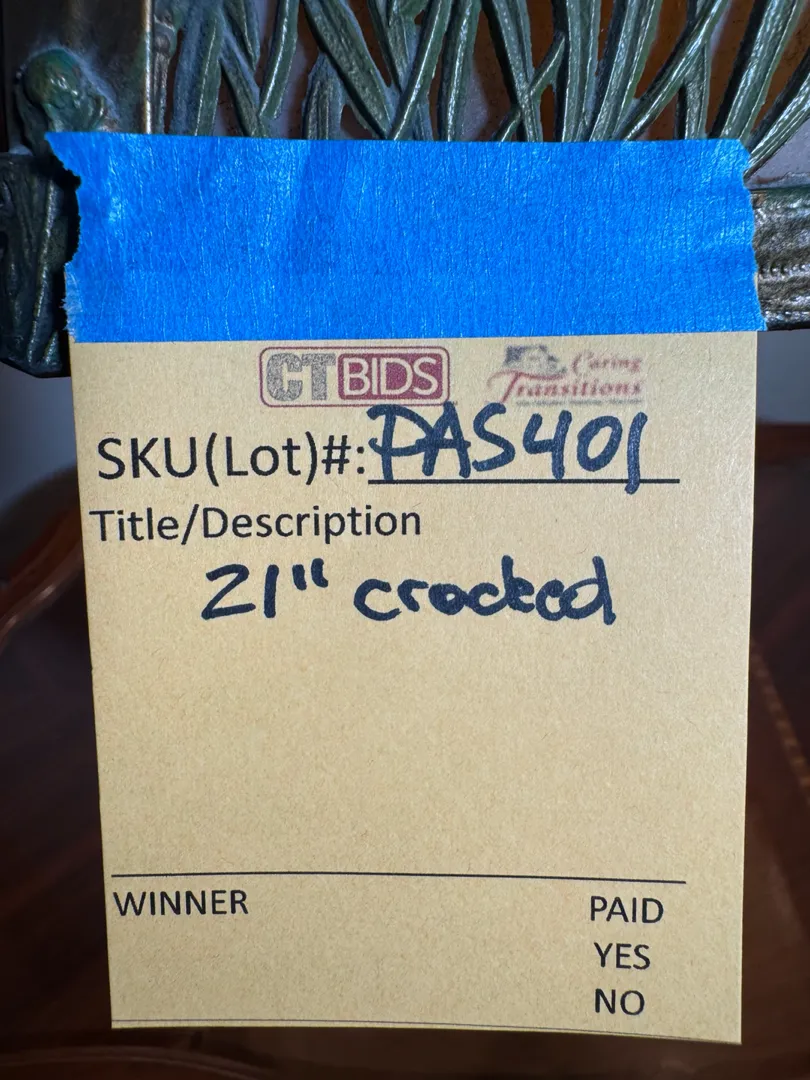 CTBIDS
Caring
Transitions
SKU(Lot)#: PAS401
Title/Description
21" cracked
WINNER PAID
YES
NO